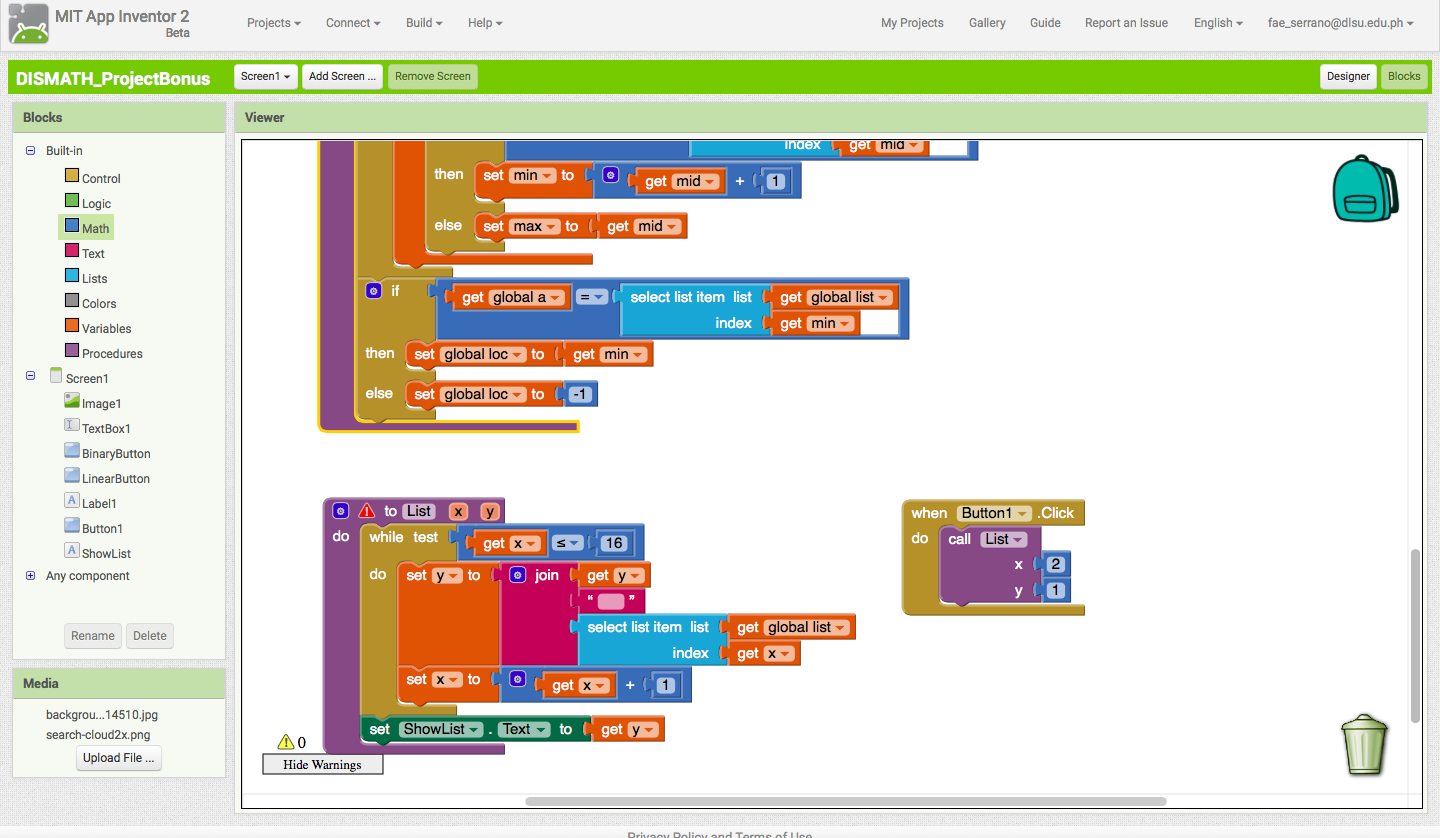 MIT App Inventor 2
Beta
Projects Connect Build Help My Projects Gallery Guide Report an Issue English fae_serrano@dlsu.edu.ph
DISMATH_ProjectBonus Screen1 Add Screen ... Remove Screen Designer Blocks
Blocks
Built-in
Control
Logic
Math
Text
Lists
Colors
Variables
Procedures
Screen1
Image1
TextBox1
BinaryButton
LinearButton
Label1
Button1
ShowList
Any component
Rename Delete
Media
backgrou...14510.jpg
search-cloud2x.png
Upload File ...
Viewer
index get mid
then set min to get mid + 1
else set max to get mid
if get global a = select list item list get global list
index get min
then set global loc to get min
else set global loc to -1
to List x y
do while test get x ≤ 16
do set y to join get y
“ ”
select list item list get global list
index get x
set x to get x + 1
set ShowList . Text to get y
when Button1 .Click
do call List
x 2
y 1
0
Hide Warnings
Privacy Policy and Terms of Use